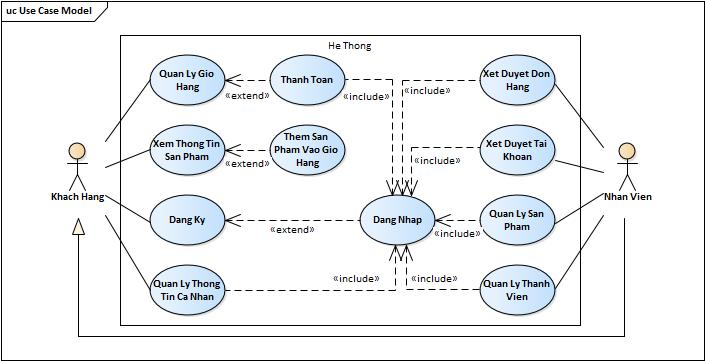 uc Use Case Model
He Thong
Quan Ly Gio
Hang
«extend»
Thanh Toan
«include»
«include»
Xet Duyet Don
Hang
Xem Thong Tin
San Pham
«extend»
Them San
Pham Vao Gio
Hang
«include»
Xet Duyet Tai
Khoan
Khach Hang
Nhan Vien
Dang Ky
«extend»
Dang Nhap
«include»
Quan Ly San
Pham
Quan Ly Thong
Tin Ca Nhan
«include»
«include»
Quan Ly Thanh
Vien